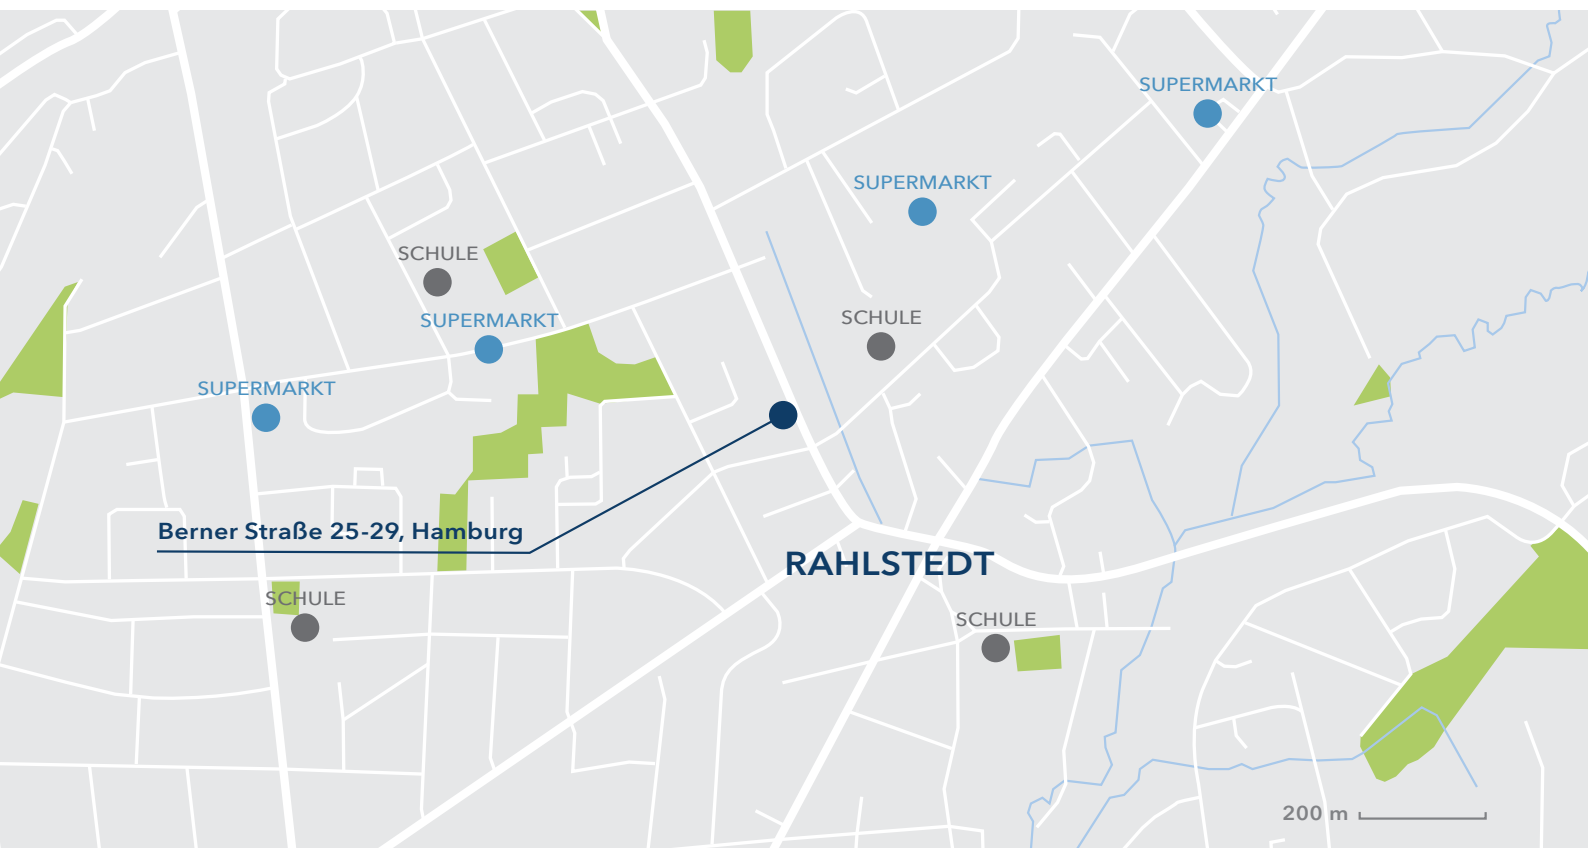 SUPERMARKT
SUPERMARKT
SCHULE
SUPERMARKT
SCHULE
SUPERMARKT
Berner Straße 25-29, Hamburg
RAHLSTEDT
SCHULE
SCHULE
200 m